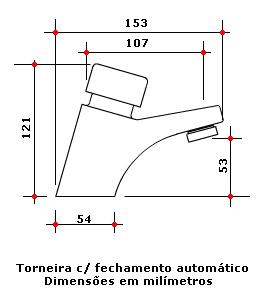 153
107
121
53
54
Torneira c/ fechamento automático
Dimensões em milímetros